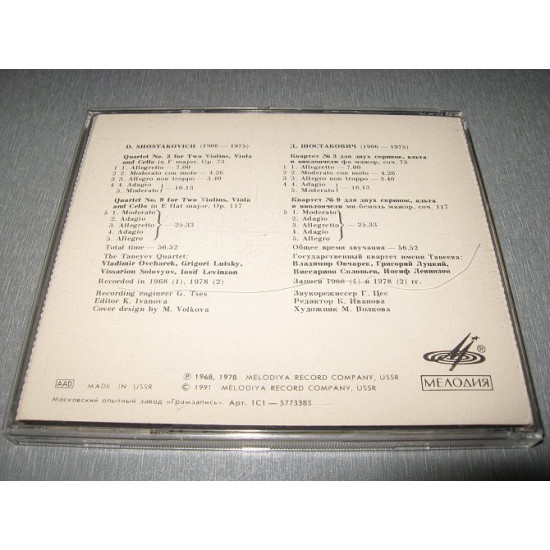 D. SHOSTAKOVICH (1906 — 1975)
Quartet No. 3 for Two Violins, Viola
and Cello in F major, Op. 73
1 1. Allegretto — 7.00
2 2. Moderato con moto — 4.26
3 3. Allegro non troppo — 3.40
4 4. Adagio
5. Moderato — 16.13
Quartet No. 9 for Two Violins, Viola
and Cello in E Flat major, Op. 117
5 1. Moderato
2. Adagio
3. Allegretto — 25.33
4. Adagio
5. Allegro
Total time — 56.52
The Taneyev Quartet:
Vladimir Ovcharek, Grigori Lutsky,
Vissarion Solovyov, Iosif Levinzon
Recorded in 1968 (1), 1978 (2)
Recording engineer G. Tses
Editor K. Ivanova
Cover design by M. Volkova
Д. ШОСТАКОВИЧ (1906 — 1975)
Квартет № 3 для двух скрипок, альта
и виолончели фа мажор, соч. 73
1 1. Allegretto — 7.00
2 2. Moderato con moto — 4.26
3 3. Allegro non troppo — 3.40
4 4. Adagio
5. Moderato — 16.13
Квартет № 9 для двух скрипок, альта
и виолончели ми-бемоль мажор, соч. 117
5 1. Moderato
2. Adagio
3. Allegretto — 25.33
4. Adagio
5. Allegro
Общее время звучания — 56.52
Государственный квартет имени Танеева:
Владимир Овчарек, Григорий Луцкий,
Виссарион Соловьев, Иосиф Левинзон
Записи 1968 (1) и 1978 (2) гг.
Звукорежиссер Г. Цес
Редактор К. Иванова
Художник М. Волкова
AAD
MADE IN USSR
℗ 1968, 1978 MELODIYA RECORD COMPANY, USSR
© 1991 MELODIYA RECORD COMPANY, USSR
®
МЕЛОДИЯ
Московский опытный завод «Грамзапись» Арт. 1С1 — 5773385